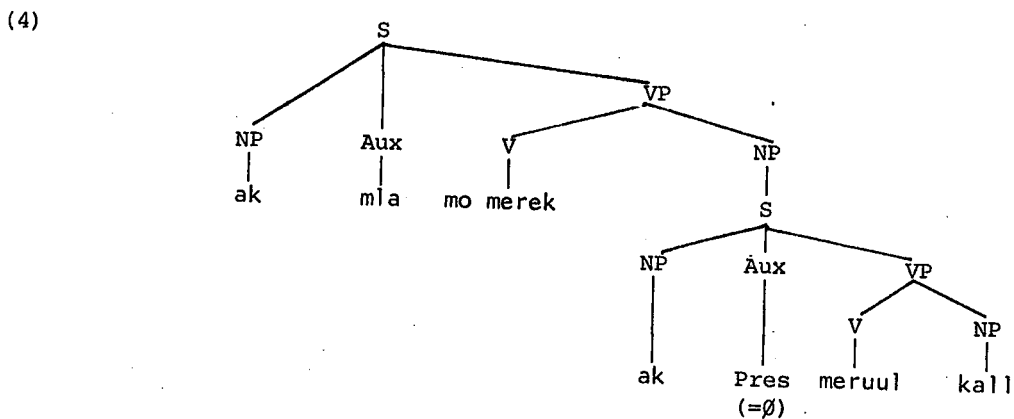 (4)
S
VP
NP Aux V NP
ak mla mo merek
S
NP Aux VP
V NP
ak Pres meruul kall
(=Ø)